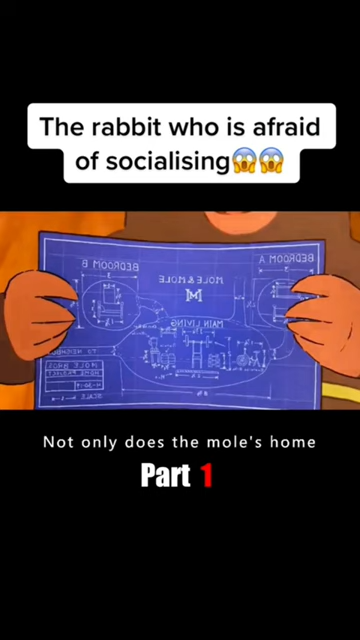 The rabbit who is afraid
of socialising😱😱
BEDROOM B
BEDROOM A
MOLE & MOLE
M
MAIN LIVING
Not only does the mole's home
Part 1